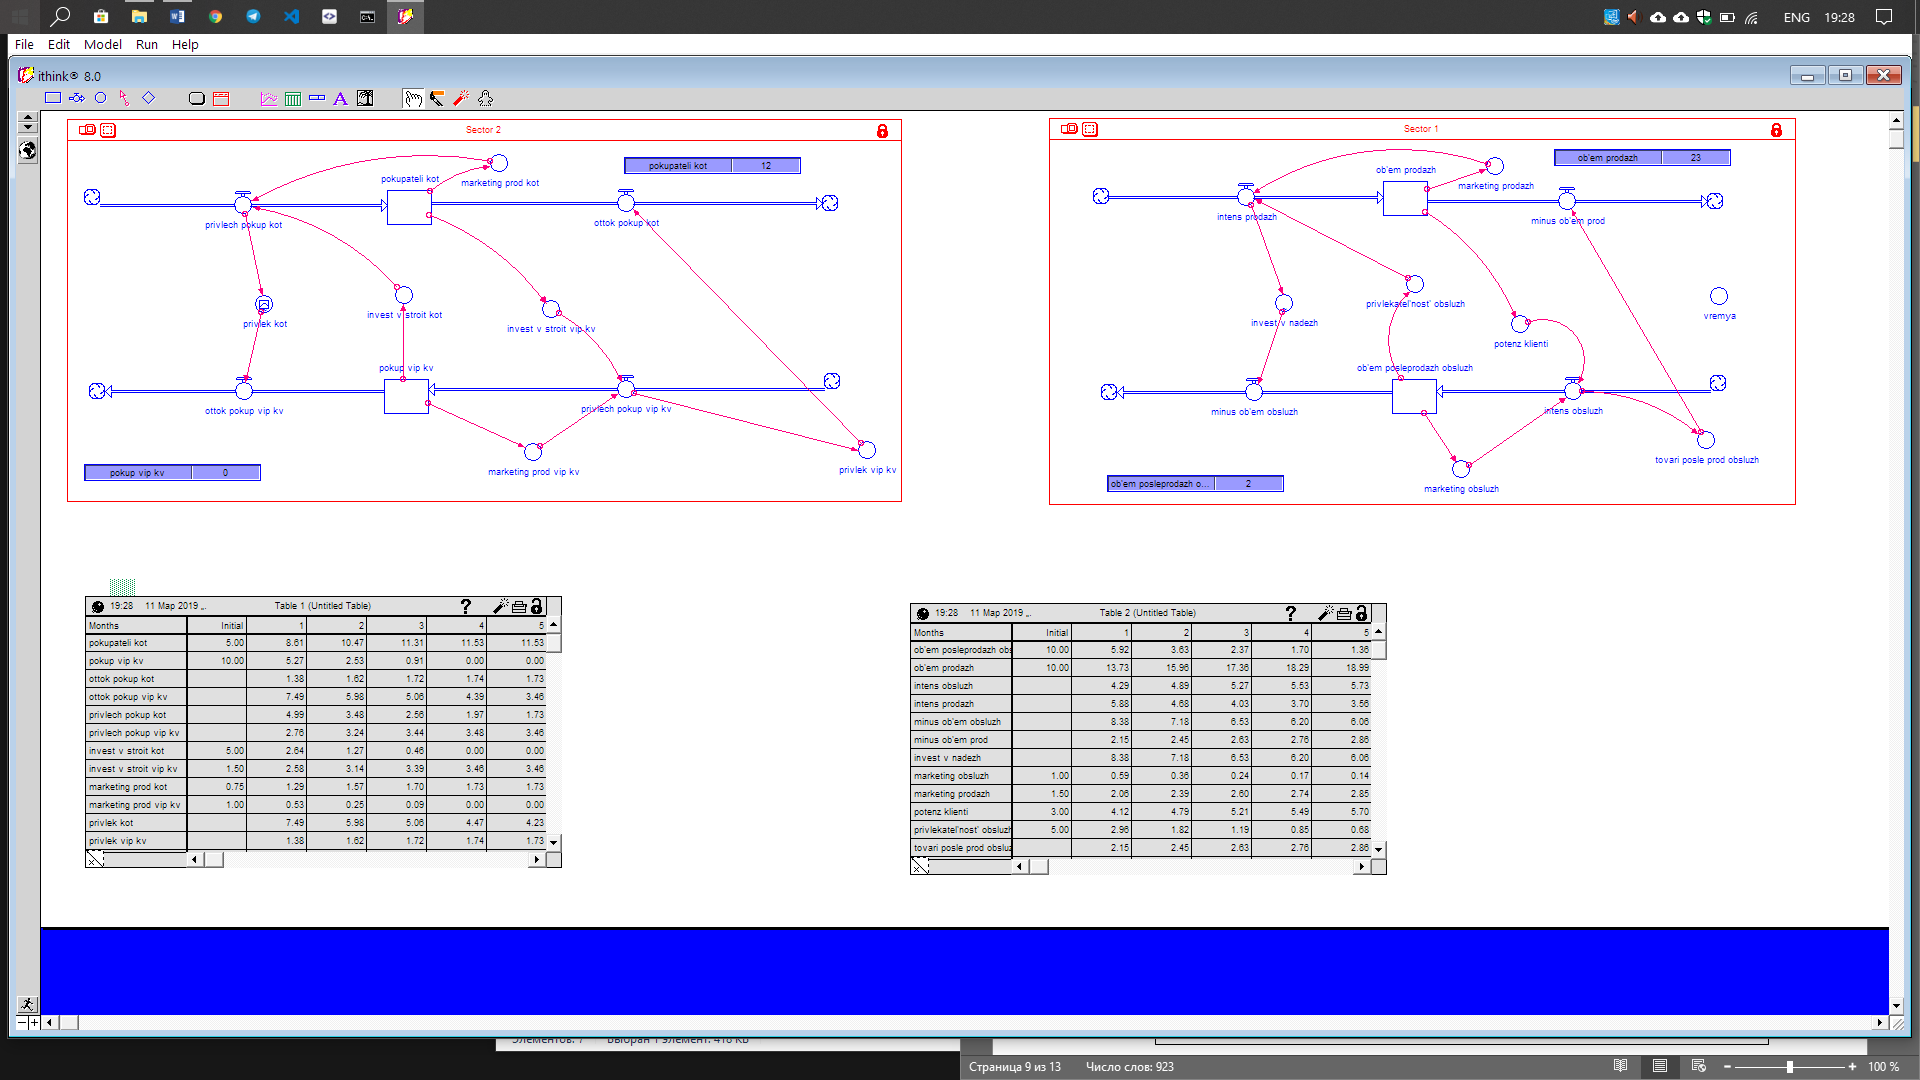 ENG 19:28
File Edit Model Run Help
ithink® 8.0
Sector 2
pokupateli kot
marketing prod kot
pokupateli kot 12
privlech pokup kot
ottok pokup kot
privlek kot
invest v stroit kot
invest v stroit vip kv
pokup vip kv
ottok pokup vip kv
privlech pokup vip kv
marketing prod vip kv
privlek vip kv
pokup vip kv 0
Sector 1
ob'em prodazh
marketing prodazh
ob'em prodazh 23
intens prodazh
minus ob'em prod
invest v nadezh
privlekatel'nost' obsluzh
vremya
potenz klienti
ob'em posleprodazh obsluzh
minus ob'em obsluzh
intens obsluzh
tovari posle prod obsluzh
marketing obsluzh
ob'em posleprodazh o... 2
19:28 11 Мар 2019 Table 1 (Untitled Table) ?
Months Initial 1 2 3 4 5
pokupateli kot 5.00 8.61 10.47 11.31 11.53 11.53
pokup vip kv 10.00 5.27 2.53 0.91 0.00 0.00
ottok pokup kot 1.38 1.62 1.72 1.74 1.73
ottok pokup vip kv 7.49 5.98 5.06 4.39 3.46
privlech pokup kot 4.99 3.48 2.56 1.97 1.73
privlech pokup vip kv 2.76 3.24 3.44 3.48 3.46
invest v stroit kot 5.00 2.64 1.27 0.46 0.00 0.00
invest v stroit vip kv 1.50 2.58 3.14 3.39 3.46 3.46
marketing prod kot 0.75 1.29 1.57 1.70 1.73 1.73
marketing prod vip kv 1.00 0.53 0.25 0.09 0.00 0.00
privlek kot 7.49 5.98 5.06 4.47 4.23
privlek vip kv 1.38 1.62 1.72 1.74 1.73
19:28 11 Мар 2019 Table 2 (Untitled Table) ?
Months Initial 1 2 3 4 5
ob'em posleprodazh obs 10.00 5.92 3.63 2.37 1.70 1.36
ob'em prodazh 10.00 13.73 15.96 17.36 18.29 18.99
intens obsluzh 4.29 4.89 5.27 5.53 5.73
intens prodazh 5.88 4.68 4.03 3.70 3.56
minus ob'em obsluzh 8.38 7.18 6.53 6.20 6.06
minus ob'em prod 2.15 2.45 2.63 2.76 2.86
invest v nadezh 8.38 7.18 6.53 6.20 6.06
marketing obsluzh 1.00 0.59 0.36 0.24 0.17 0.14
marketing prodazh 1.50 2.06 2.39 2.60 2.74 2.85
potenz klienti 3.00 4.12 4.79 5.21 5.49 5.70
privlekatel'nost' obsluzh 5.00 2.96 1.82 1.19 0.85 0.68
tovari posle prod obsluz 2.15 2.45 2.63 2.76 2.86
Элементов: 7 Выбран 1 элемент: 418 КБ
Страница 9 из 13 Число слов: 923 100 %